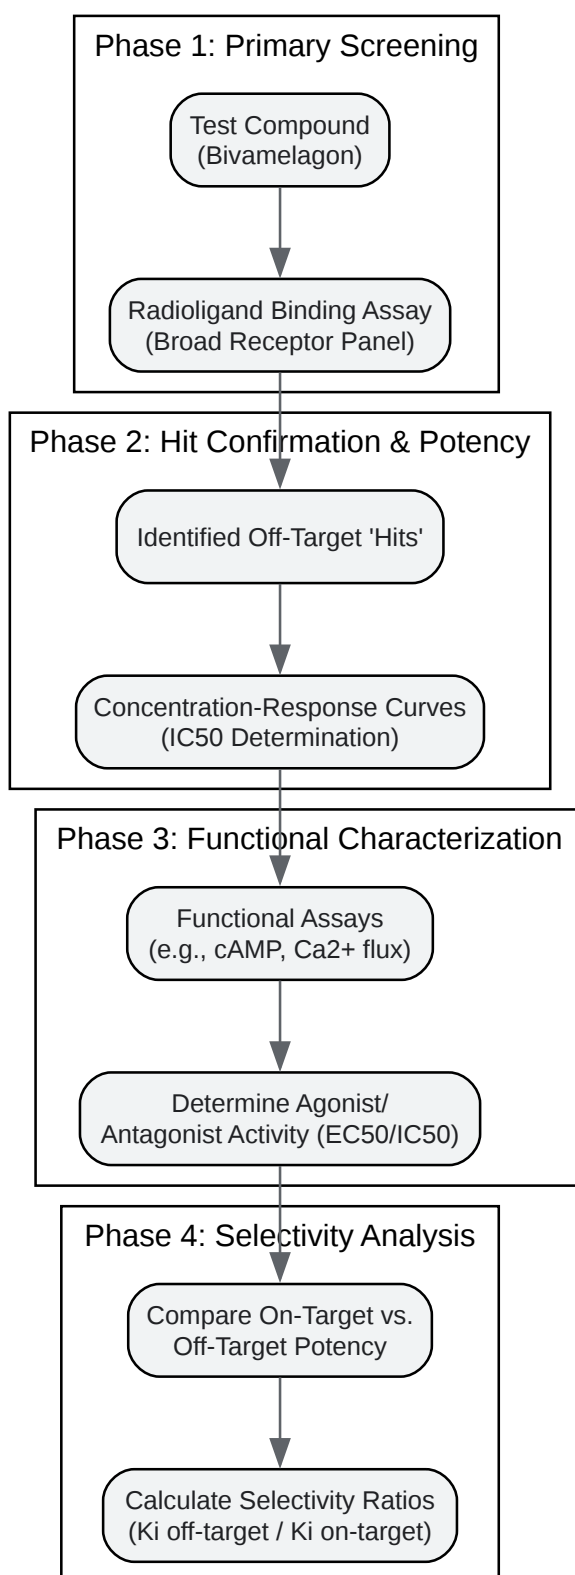 Phase 1: Primary Screening
Test Compound
(Bivamelagon)
Radioligand Binding Assay
(Broad Receptor Panel)
Phase 2: Hit Confirmation & Potency
Identified Off-Target 'Hits'
Concentration-Response Curves
(IC50 Determination)
Phase 3: Functional Characterization
Functional Assays
(e.g., cAMP, Ca2+ flux)
Determine Agonist/
Antagonist Activity (EC50/IC50)
Phase 4: Selectivity Analysis
Compare On-Target vs.
Off-Target Potency
Calculate Selectivity Ratios
(Ki off-target / Ki on-target)